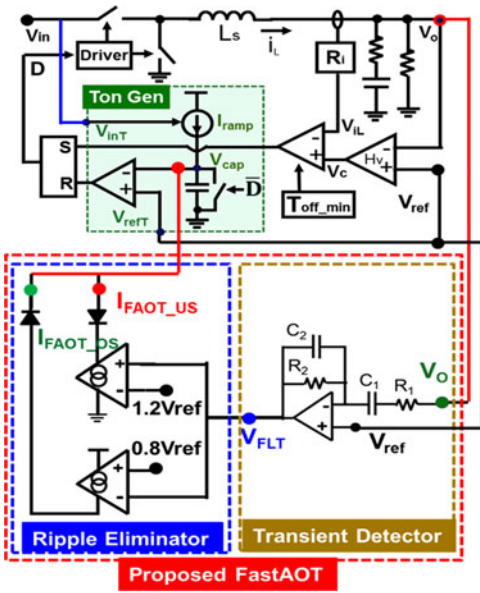 Vin
Driver
D
Ls
iL
Ri
Vo
Ton Gen
Iramp
VinT
Vcap
D̅
VrefT
S
R
ViL
Vc
Hv
Toff_min
Vref
IFAOT_US
IFAOT_OS
1.2Vref
0.8Vref
VFLT
C2
R2
C1
R1
VO
Vref
+
-
+
-
+
-
+
-
+
-
Ripple Eliminator
Transient Detector
Proposed FastAOT